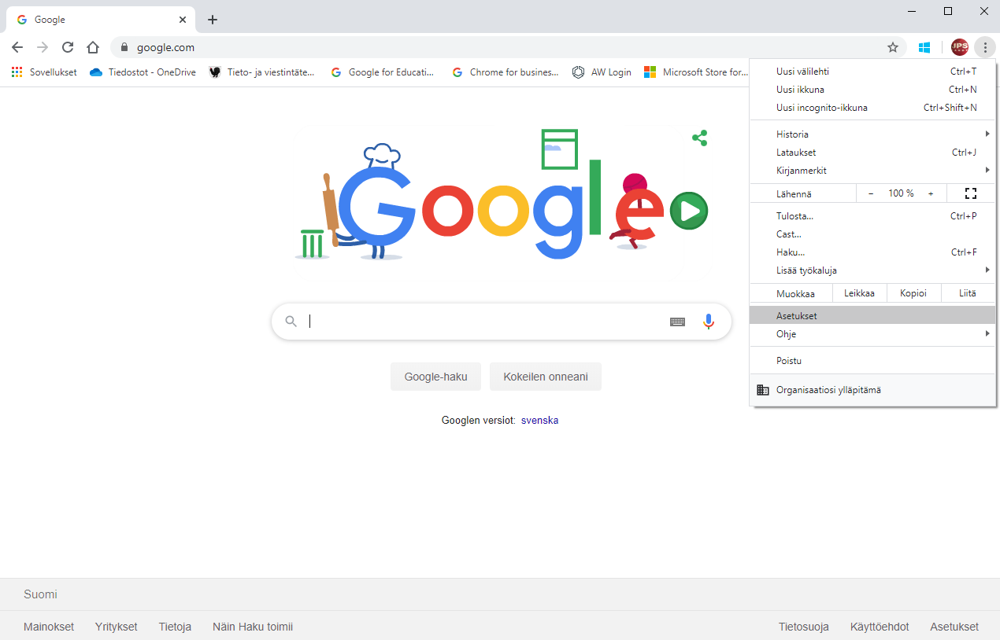 Google
google.com
Sovellukset Tiedostot - OneDrive Tieto- ja viestintäte... Google for Educati... Chrome for busines... AW Login Microsoft Store for...
JPS
Uusi välilehti Ctrl+T
Uusi ikkuna Ctrl+N
Uusi incognito-ikkuna Ctrl+Shift+N
Historia
Lataukset Ctrl+J
Kirjanmerkit
Lähennä - 100 % +
Tulosta... Ctrl+P
Cast...
Haku... Ctrl+F
Lisää työkaluja
Muokkaa Leikkaa Kopioi Liitä
Asetukset
Ohje
Poistu
Organisaatiosi ylläpitämä
Google
Google-haku Kokeilen onneani
Googlen versiot: svenska
Suomi
Mainokset Yritykset Tietoja Näin Haku toimii Tietosuoja Käyttöehdot Asetukset